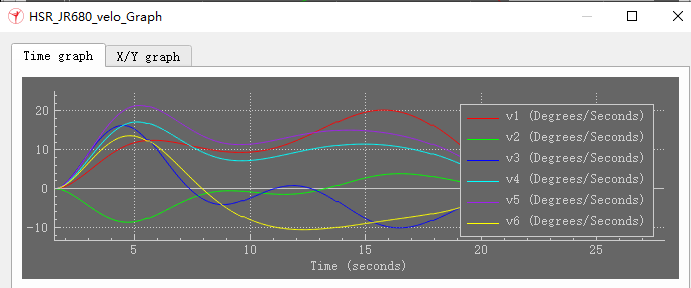 HSR_JR680_velo_Graph
Time graph
X/Y graph
20
10
0
-10
v1 (Degrees/Seconds)
v2 (Degrees/Seconds)
v3 (Degrees/Seconds)
v4 (Degrees/Seconds)
v5 (Degrees/Seconds)
v6 (Degrees/Seconds)
5 10 15 20 25
Time (seconds)